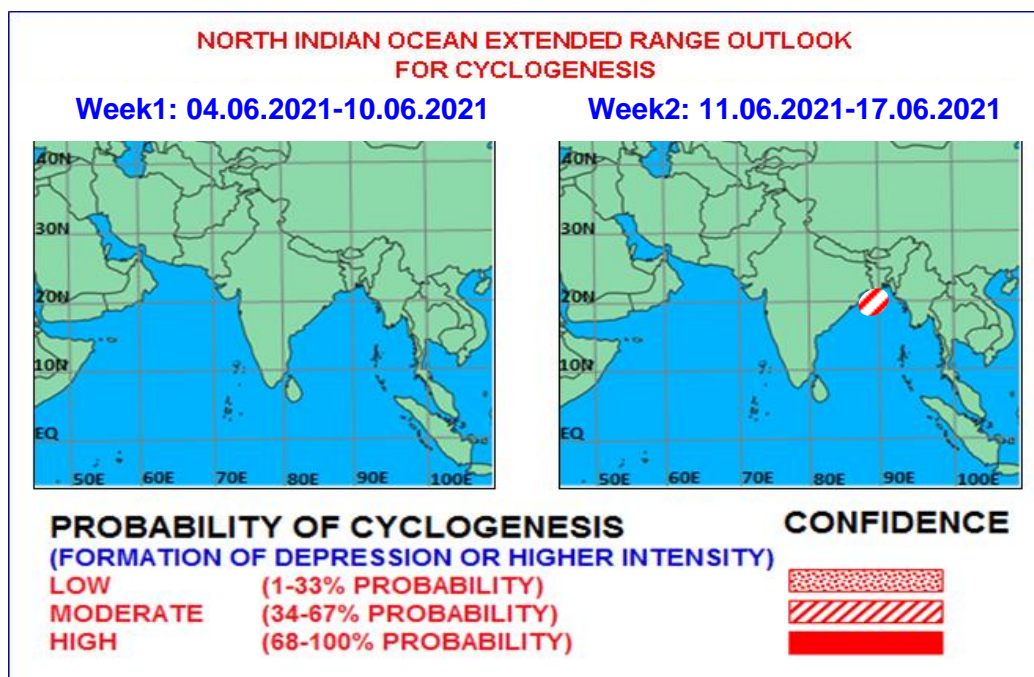 NORTH INDIAN OCEAN EXTENDED RANGE OUTLOOK
FOR CYCLOGENESIS
Week1: 04.06.2021-10.06.2021
40N
30N
20N
10N
EQ
50E 60E 70E 80E 90E 100E
Week2: 11.06.2021-17.06.2021
40N
30N
20N
10N
EQ
50E 60E 70E 80E 90E 100E
PROBABILITY OF CYCLOGENESIS
(FORMATION OF DEPRESSION OR HIGHER INTENSITY)
LOW (1-33% PROBABILITY)
MODERATE (34-67% PROBABILITY)
HIGH (68-100% PROBABILITY)
CONFIDENCE